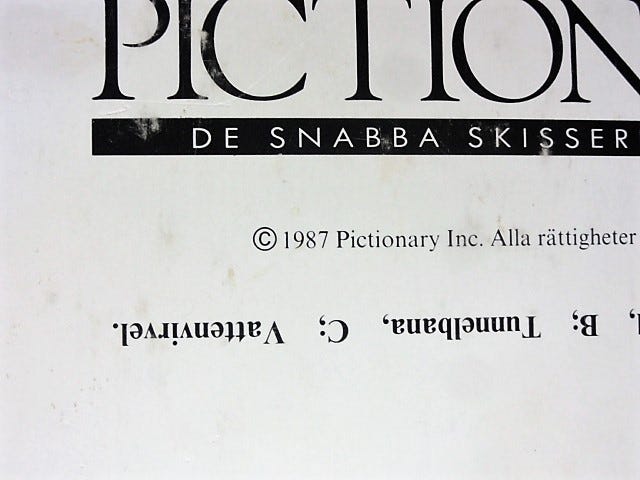 PICTION
DE SNABBA SKISSER
© 1987 Pictionary Inc. Alla rättigheter
B; Tunnelbana, C; Vattenvirvel.